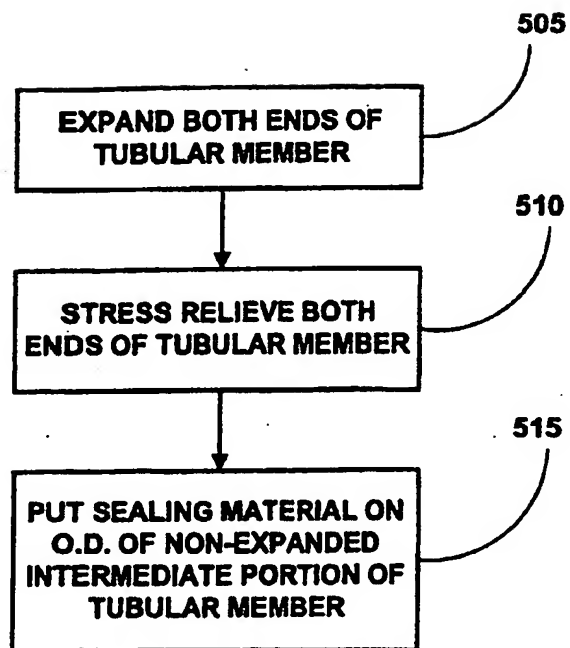 505
EXPAND BOTH ENDS OF
TUBULAR MEMBER
510
STRESS RELIEVE BOTH
ENDS OF TUBULAR MEMBER
515
PUT SEALING MATERIAL ON
O.D. OF NON-EXPANDED
INTERMEDIATE PORTION OF
TUBULAR MEMBER